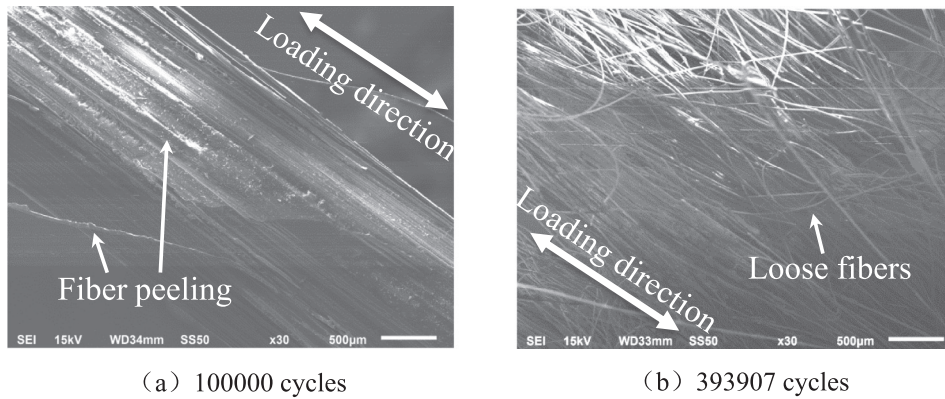 Loading direction
Fiber peeling
SEI 15kV WD34mm SS50 x30 500μm
（a）100000 cycles
Loading direction
Loose fibers
SEI 15kV WD33mm SS50 x30 500μm
（b）393907 cycles